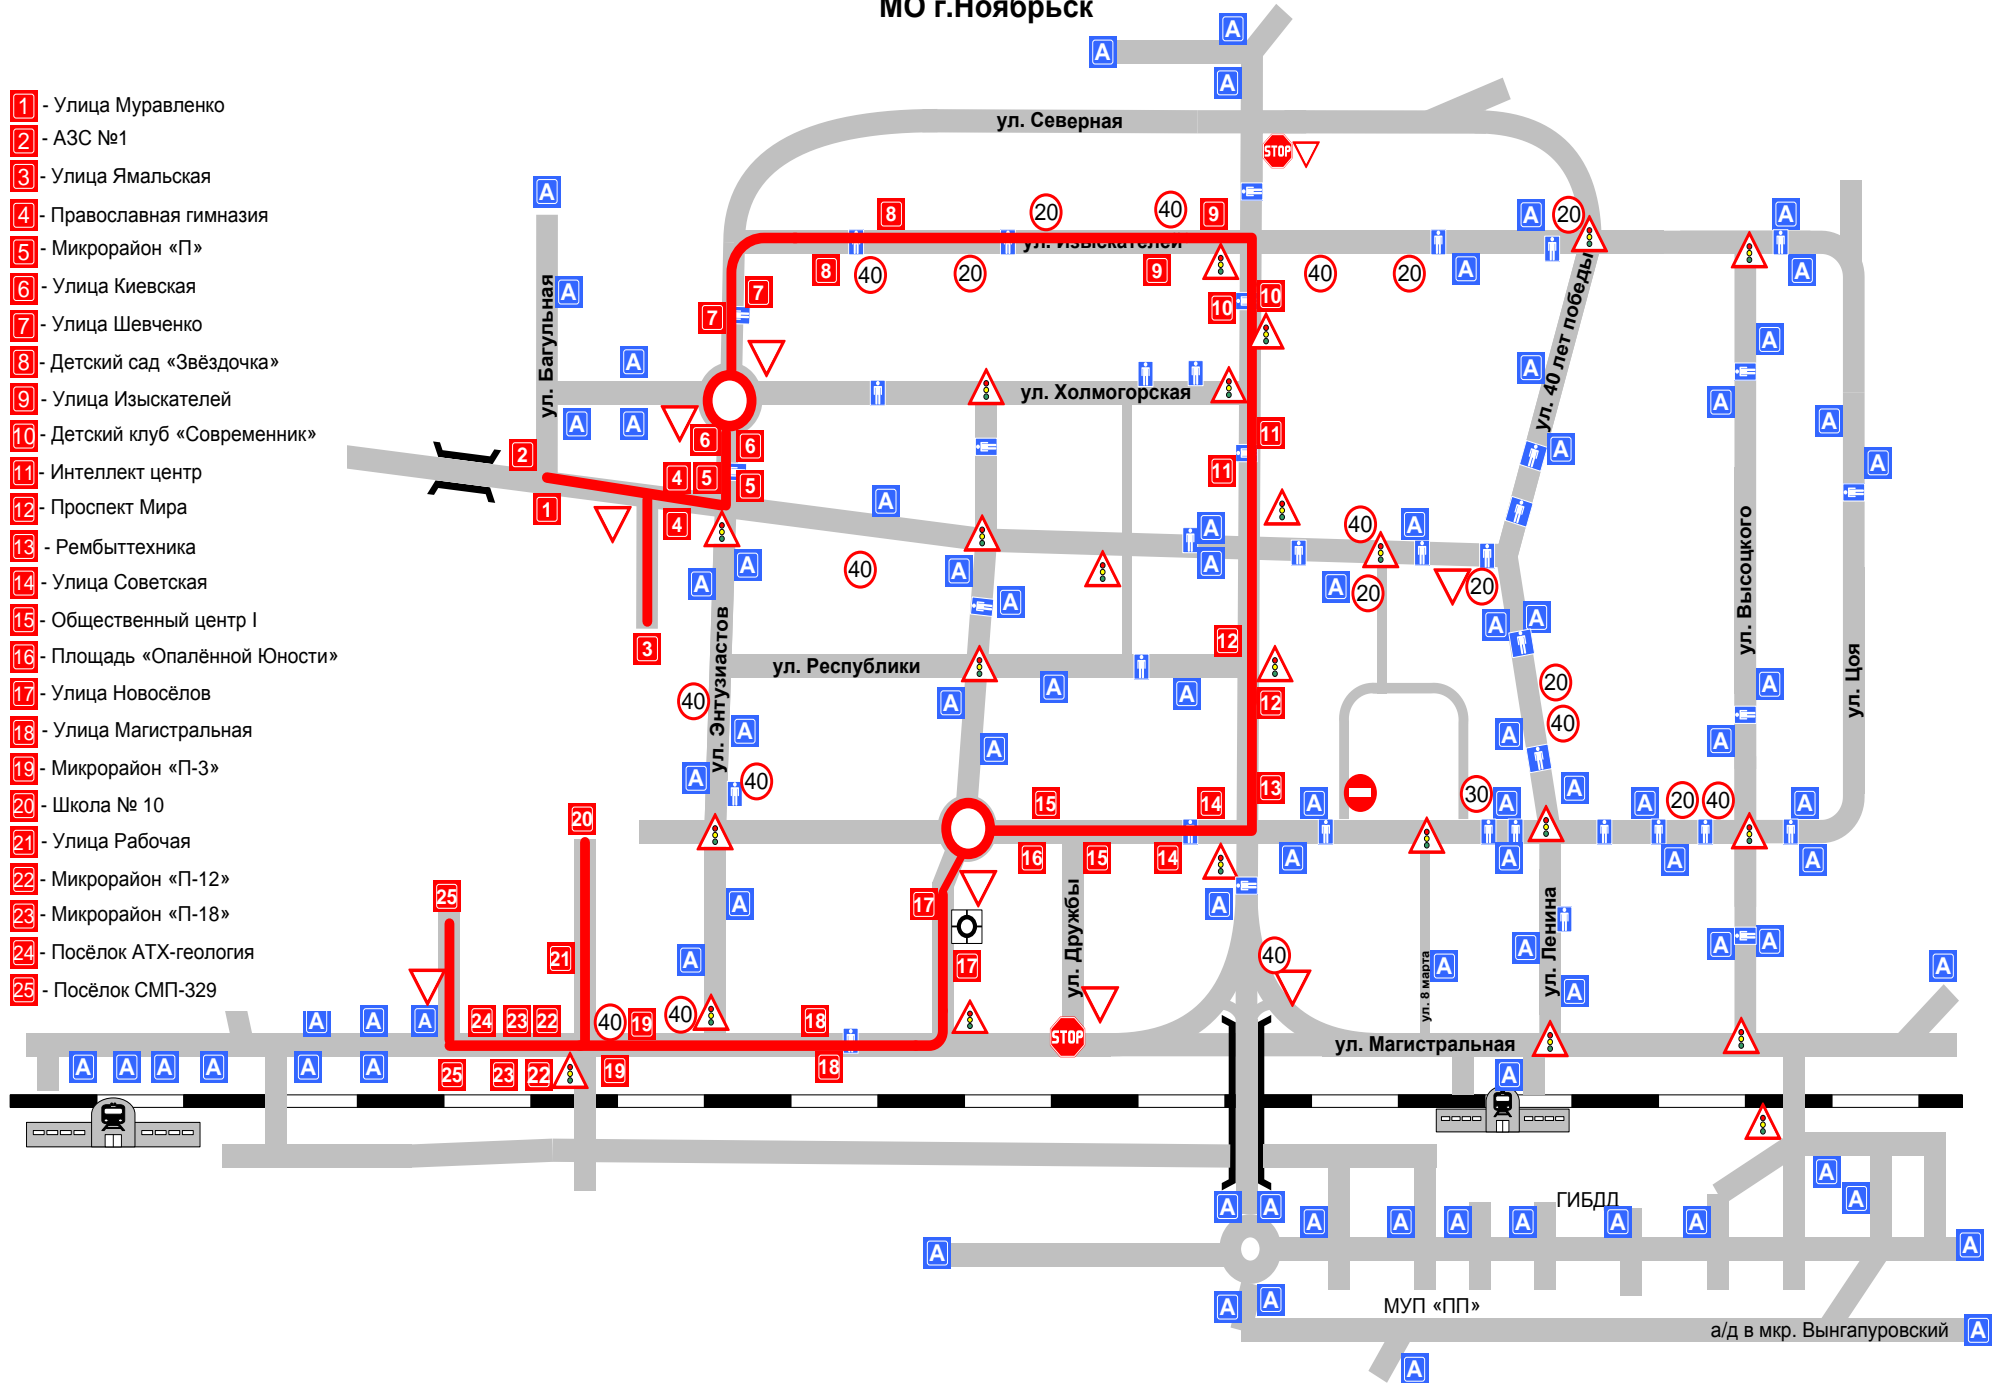 МО г.Ноябрьск
1 - Улица Муравленко
2 - АЗС №1
3 - Улица Ямальская
4 - Православная гимназия
5 - Микрорайон «П»
6 - Улица Киевская
7 - Улица Шевченко
8 - Детский сад «Звёздочка»
9 - Улица Изыскателей
10 - Детский клуб «Современник»
11 - Интеллект центр
12 - Проспект Мира
13 - Рембыттехника
14 - Улица Советская
15 - Общественный центр I
16 - Площадь «Опалённой Юности»
17 - Улица Новосёлов
18 - Улица Магистральная
19 - Микрорайон «П-3»
20 - Школа № 10
21 - Улица Рабочая
22 - Микрорайон «П-12»
23 - Микрорайон «П-18»
24 - Посёлок АТХ-геология
25 - Посёлок СМП-329
ул. Северная
STOP
ул. Изыскателей
ул. Багульная
ул. Холмогорская
ул. 40 лет победы
ул. Высоцкого
ул. Цоя
ул. Энтузиастов
ул. Республики
ул. Дружбы
ул. 8 марта
ул. Ленина
STOP
ул. Магистральная
ГИБДД
МУП «ПП»
а/д в мкр. Вынгапуровский